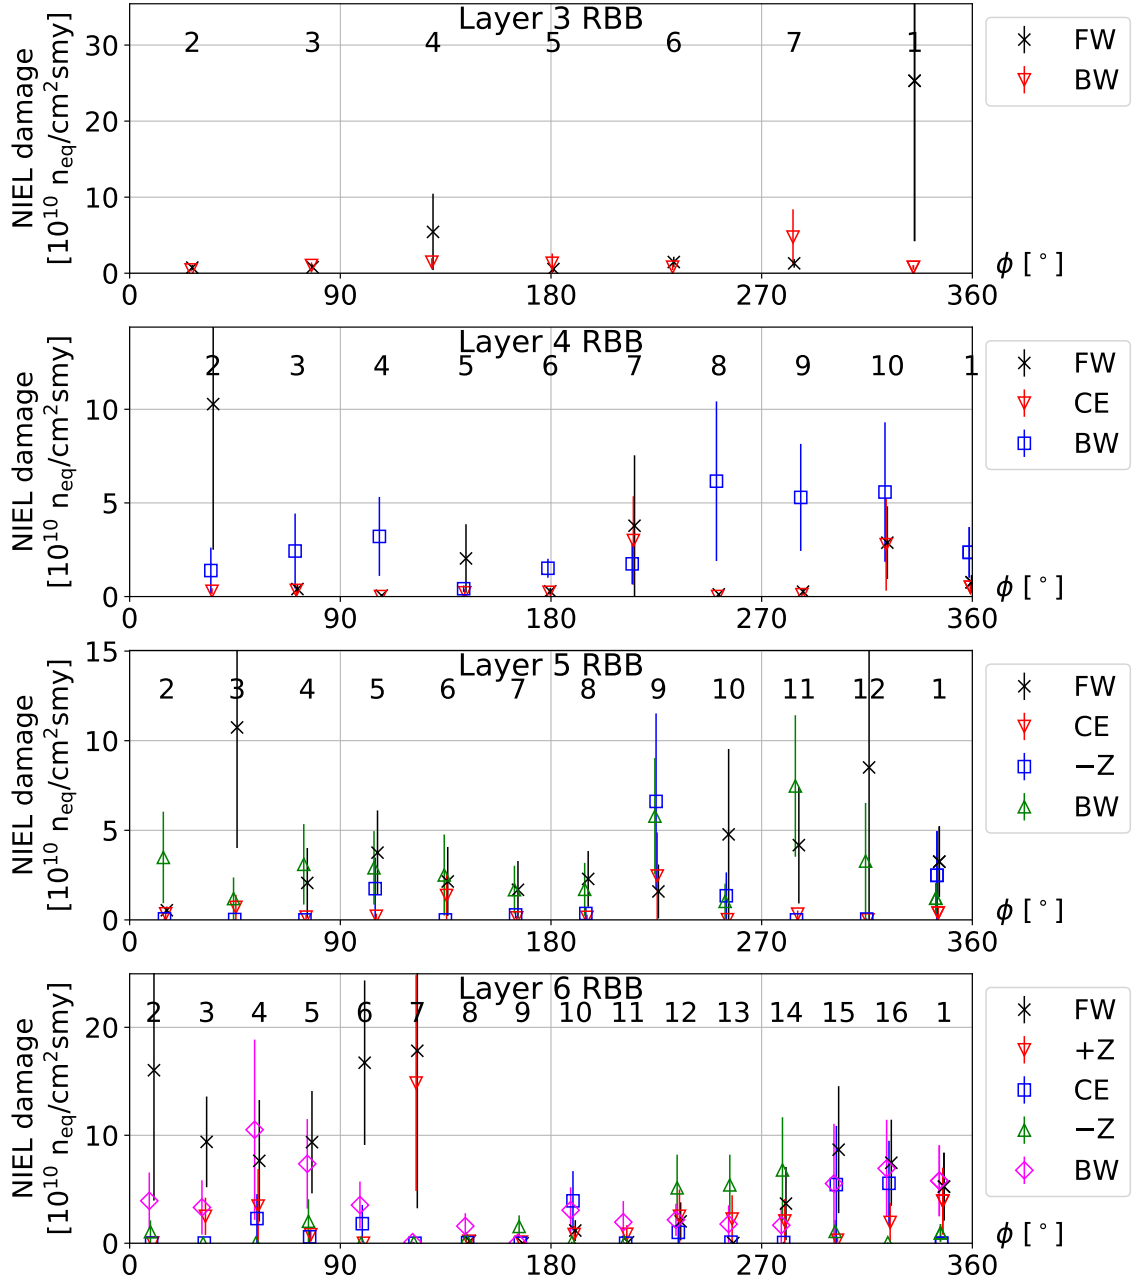 Layer 3 RBB
NIEL damage
[10^10 n_eq/cm^2smy]
30
20
10
0
2 3 4 5 6 7 1
0 90 180 270 360
ϕ [°]
FW
BW
Layer 4 RBB
NIEL damage
[10^10 n_eq/cm^2smy]
10
5
0
2 3 4 5 6 7 8 9 10 1
0 90 180 270 360
ϕ [°]
FW
CE
BW
Layer 5 RBB
NIEL damage
[10^10 n_eq/cm^2smy]
15
10
5
0
2 3 4 5 6 7 8 9 10 11 12 1
0 90 180 270 360
ϕ [°]
FW
CE
−Z
BW
Layer 6 RBB
NIEL damage
[10^10 n_eq/cm^2smy]
20
10
0
2 3 4 5 6 7 8 9 10 11 12 13 14 15 16 1
0 90 180 270 360
ϕ [°]
FW
+Z
CE
−Z
BW